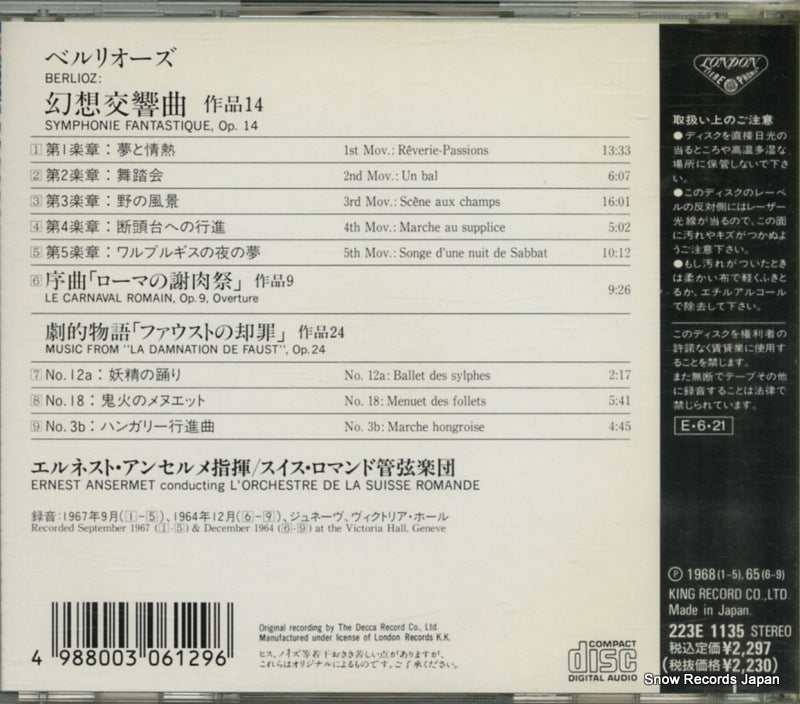 ベルリオーズ
BERLIOZ:
幻想交響曲 作品14
SYMPHONIE FANTASTIQUE, Op. 14
1 第1楽章：夢と情熱 1st Mov.: Rêverie-Passions 13:33
2 第2楽章：舞踏会 2nd Mov.: Un bal 6:07
3 第3楽章：野の風景 3rd Mov.: Scène aux champs 16:01
4 第4楽章：断頭台への行進 4th Mov.: Marche au supplice 5:02
5 第5楽章：ワルプルギスの夜の夢 5th Mov.: Songe d'une nuit de Sabbat 10:12
6 序曲「ローマの謝肉祭」 作品9 9:26
LE CARNAVAL ROMAIN, Op. 9, Overture
劇的物語「ファウストの却罪」 作品24
MUSIC FROM "LA DAMNATION DE FAUST", Op. 24
7 No. 12a：妖精の踊り No. 12a: Ballet des sylphes 2:17
8 No. 18：鬼火のメヌエット No. 18: Menuet des follets 5:41
9 No. 3b：ハンガリー行進曲 No. 3b: Marche hongroise 4:45
エルネスト・アンセルメ指揮/スイス・ロマンド管弦楽団
ERNEST ANSERMET conducting L'ORCHESTRE DE LA SUISSE ROMANDE
録音：1967年9月(1-5)、1964年12月(6-9)、ジュネーヴ、ヴィクトリア・ホール
Recorded September 1967 (1-5) & December 1964 (6-9) at the Victoria Hall, Geneva
4 988003 061296
Original recording by The Decca Record Co., Ltd.
Manufactured under license of London Records K.K.
ヒス、ノイズ等若干お聞き苦しい点がありますが、
これらはオリジナルによるものです。ご了承ください。
COMPACT
disc
DIGITAL AUDIO
LONDON
STEREOPHONIC
取扱い上のご注意
●ディスクを直接日光の
当るところや高温多湿な
場所に保管しないで下さ
い。
●このディスクのレーベ
ルの反対側にはレーザー
光線が当るので、この面
に汚れやキズがつかぬよ
うご注意下さい。
●もし汚れがついたとき
は柔かい布で軽くふきと
るか、エチルアルコール
で除去して下さい。
このディスクを権利者の
許諾なく賃貸業に使用す
ることを禁じます。
また無断でテープその他
に録音することは法律で
禁じられています。
E・6・21
Ⓟ 1968 (1-5). 65 (6-9)
KING RECORD CO., LTD.
Made in Japan.
223E 1135 STEREO
税込定価¥2,297
(税抜価格¥2,230)
Snow Records Japan